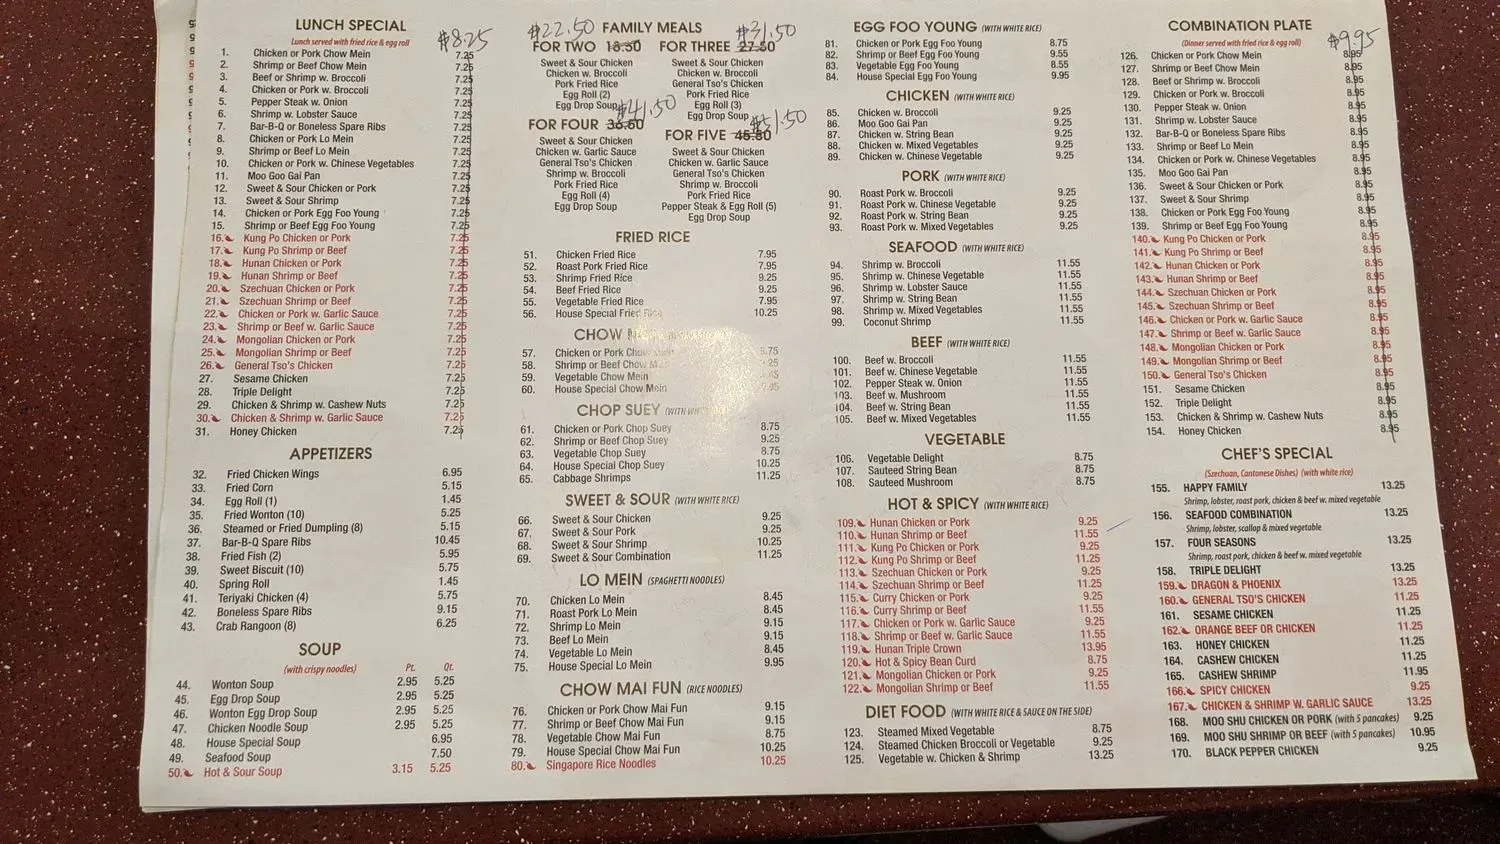 LUNCH SPECIAL
Lunch served with fried rice & egg roll
$8.25
1. Chicken or Pork Chow Mein 7.25
2. Shrimp or Beef Chow Mein 7.25
3. Beef or Shrimp w. Broccoli 7.25
4. Chicken or Pork w. Broccoli 7.25
5. Pepper Steak w. Onion 7.25
6. Shrimp w. Lobster Sauce 7.25
7. Bar-B-Q or Boneless Spare Ribs 7.25
8. Chicken or Pork Lo Mein 7.25
9. Shrimp or Beef Lo Mein 7.25
10. Chicken or Pork w. Chinese Vegetables 7.25
11. Moo Goo Gai Pan 7.25
12. Sweet & Sour Chicken or Pork 7.25
13. Sweet & Sour Shrimp 7.25
14. Chicken or Pork Egg Foo Young 7.25
15. Shrimp or Beef Egg Foo Young 7.25
16. Kung Po Chicken or Pork 7.25
17. Kung Po Shrimp or Beef 7.25
18. Hunan Chicken or Pork 7.25
19. Hunan Shrimp or Beef 7.25
20. Szechuan Chicken or Pork 7.25
21. Szechuan Shrimp or Beef 7.25
22. Chicken or Pork w. Garlic Sauce 7.25
23. Shrimp or Beef w. Garlic Sauce 7.25
24. Mongolian Chicken or Pork 7.25
25. Mongolian Shrimp or Beef 7.25
26. General Tso's Chicken 7.25
27. Sesame Chicken 7.25
28. Triple Delight 7.25
29. Chicken & Shrimp w. Cashew Nuts 7.25
30. Chicken & Shrimp w. Garlic Sauce 7.25
31. Honey Chicken 7.25
APPETIZERS
32. Fried Chicken Wings 6.95
33. Fried Corn 5.15
34. Egg Roll (1) 1.45
35. Fried Wonton (10) 5.25
36. Steamed or Fried Dumpling (8) 5.15
37. Bar-B-Q Spare Ribs 10.45
38. Fried Fish (2) 5.95
39. Sweet Biscuit (10) 5.75
40. Spring Roll 1.45
41. Teriyaki Chicken (4) 5.75
42. Boneless Spare Ribs 9.15
43. Crab Rangoon (8) 6.25
SOUP
(with crispy noodles) Pt. Qt.
44. Wonton Soup 2.95 5.25
45. Egg Drop Soup 2.95 5.25
46. Wonton Egg Drop Soup 2.95 5.25
47. Chicken Noodle Soup 2.95 5.25
48. House Special Soup 6.95
49. Seafood Soup 7.50
50. Hot & Sour Soup 3.15 5.25
FAMILY MEALS
$22.50
FOR TWO 18.50
Sweet & Sour Chicken
Chicken w. Broccoli
Pork Fried Rice
Egg Roll (2)
Egg Drop Soup
$31.50
FOR THREE 27.50
Sweet & Sour Chicken
Chicken w. Broccoli
General Tso's Chicken
Pork Fried Rice
Egg Roll (3)
Egg Drop Soup
$41.50
FOR FOUR 36.50
Sweet & Sour Chicken
Chicken w. Garlic Sauce
General Tso's Chicken
Shrimp w. Broccoli
Pork Fried Rice
Egg Roll (4)
Egg Drop Soup
$51.50
FOR FIVE
Sweet & Sour Chicken
Chicken w. Garlic Sauce
General Tso's Chicken
Shrimp w. Broccoli
Pork Fried Rice
Pepper Steak & Egg Roll (5)
Egg Drop Soup
FRIED RICE
51. Chicken Fried Rice 7.95
52. Roast Pork Fried Rice 7.95
53. Shrimp Fried Rice 9.25
54. Beef Fried Rice 9.25
55. Vegetable Fried Rice 7.95
56. House Special Fried Rice 10.25
CHOW
57. Chicken or Pork Chow 8.75
58. Shrimp or Beef Chow
59. Vegetable Chow Mein
60. House Special Chow Mein
CHOP SUEY (WITH
61. Chicken or Pork Chop Suey 8.75
62. Shrimp or Beef Chop Suey 9.25
63. Vegetable Chop Suey 8.75
64. House Special Chop Suey 10.25
65. Cabbage Shrimps 11.25
SWEET & SOUR (WITH WHITE RICE)
66. Sweet & Sour Chicken 9.25
67. Sweet & Sour Pork 9.25
68. Sweet & Sour Shrimp 10.25
69. Sweet & Sour Combination 11.25
LO MEIN (SPAGHETTI NOODLES)
70. Chicken Lo Mein 8.45
71. Roast Pork Lo Mein 8.45
72. Shrimp Lo Mein 9.15
73. Beef Lo Mein 9.15
74. Vegetable Lo Mein 8.45
75. House Special Lo Mein 9.95
CHOW MAI FUN (RICE NOODLES)
76. Chicken or Pork Chow Mai Fun 9.15
77. Shrimp or Beef Chow Mai Fun 9.15
78. Vegetable Chow Mai Fun 8.75
79. House Special Chow Mai Fun 10.25
80. Singapore Rice Noodles 10.25
EGG FOO YOUNG (WITH WHITE RICE)
81. Chicken or Pork Egg Foo Young 8.75
82. Shrimp or Beef Egg Foo Young 9.55
83. Vegetable Egg Foo Young 8.55
84. House Special Egg Foo Young 9.95
CHICKEN (WITH WHITE RICE)
85. Chicken w. Broccoli 9.25
86. Moo Goo Gai Pan 9.25
87. Chicken w. String Bean 9.25
88. Chicken w. Mixed Vegetables 9.25
89. Chicken w. Chinese Vegetable 9.25
PORK (WITH WHITE RICE)
90. Roast Pork w. Broccoli 9.25
91. Roast Pork w. Chinese Vegetable 9.25
92. Roast Pork w. String Bean 9.25
93. Roast Pork w. Mixed Vegetables 9.25
SEAFOOD (WITH WHITE RICE)
94. Shrimp w. Broccoli 11.55
95. Shrimp w. Chinese Vegetable 11.55
96. Shrimp w. Lobster Sauce 11.55
97. Shrimp w. String Bean 11.55
98. Shrimp w. Mixed Vegetables 11.55
99. Coconut Shrimp 11.55
BEEF (WITH WHITE RICE)
100. Beef w. Broccoli 11.55
101. Beef w. Chinese Vegetable 11.55
102. Pepper Steak w. Onion 11.55
103. Beef w. Mushroom 11.55
104. Beef w. String Bean 11.55
105. Beef w. Mixed Vegetables 11.55
VEGETABLE
106. Vegetable Delight 8.75
107. Sauteed String Bean 8.75
108. Sauteed Mushroom 8.75
HOT & SPICY (WITH WHITE RICE)
109. Hunan Chicken or Pork 9.25
110. Hunan Shrimp or Beef 11.55
111. Kung Po Chicken or Pork 9.25
112. Kung Po Shrimp or Beef 11.25
113. Szechuan Chicken or Pork 9.25
114. Szechuan Shrimp or Beef 11.25
115. Curry Chicken or Pork 9.25
116. Curry Shrimp or Beef 11.55
117. Chicken or Pork w. Garlic Sauce 9.25
118. Shrimp or Beef w. Garlic Sauce 11.55
119. Hunan Triple Crown 13.95
120. Hot & Spicy Bean Curd 8.75
121. Mongolian Chicken or Pork 9.25
122. Mongolian Shrimp or Beef 11.55
DIET FOOD (WITH WHITE RICE & SAUCE ON THE SIDE)
123. Steamed Mixed Vegetable 8.75
124. Steamed Chicken Broccoli or Vegetable 9.25
125. Vegetable w. Chicken & Shrimp 13.25
COMBINATION PLATE
(Dinner served with fried rice & egg roll)
$9.95
126. Chicken or Pork Chow Mein 8.95
127. Shrimp or Beef Chow Mein 8.95
128. Beef or Shrimp w. Broccoli 8.95
129. Chicken or Pork w. Broccoli 8.95
130. Pepper Steak w. Onion 8.95
131. Shrimp w. Lobster Sauce 8.95
132. Bar-B-Q or Boneless Spare Ribs 8.95
133. Shrimp or Beef Lo Mein 8.95
134. Chicken or Pork w. Chinese Vegetables 8.95
135. Moo Goo Gai Pan 8.95
136. Sweet & Sour Chicken or Pork 8.95
137. Sweet & Sour Shrimp 8.95
138. Chicken or Pork Egg Foo Young 8.95
139. Shrimp or Beef Egg Foo Young 8.95
140. Kung Po Chicken or Pork 8.95
141. Kung Po Shrimp or Beef 8.95
142. Hunan Chicken or Pork 8.95
143. Hunan Shrimp or Beef 8.95
144. Szechuan Chicken or Pork 8.95
145. Szechuan Shrimp or Beef 8.95
146. Chicken or Pork w. Garlic Sauce 8.95
147. Shrimp or Beef w. Garlic Sauce 8.95
148. Mongolian Chicken or Pork 8.95
149. Mongolian Shrimp or Beef 8.95
150. General Tso's Chicken 8.95
151. Sesame Chicken 8.95
152. Triple Delight 8.95
153. Chicken & Shrimp w. Cashew Nuts 8.95
154. Honey Chicken 8.95
CHEF'S SPECIAL
(Szechuan, Cantonese Dishes) (with white rice)
155. HAPPY FAMILY 13.25
Shrimp, lobster, roast pork, chicken & beef w. mixed vegetable
156. SEAFOOD COMBINATION 13.25
Shrimp, lobster, scallop & mixed vegetable
157. FOUR SEASONS 13.25
Shrimp, roast pork, chicken & beef w. mixed vegetable
158. TRIPLE DELIGHT 13.25
159. DRAGON & PHOENIX 13.25
160. GENERAL TSO'S CHICKEN 11.25
161. SESAME CHICKEN 11.25
162. ORANGE BEEF OR CHICKEN 11.25
163. HONEY CHICKEN 11.25
164. CASHEW CHICKEN 11.25
165. CASHEW SHRIMP 11.95
166. SPICY CHICKEN 9.25
167. CHICKEN & SHRIMP W. GARLIC SAUCE 13.25
168. MOO SHU CHICKEN OR PORK (with 5 pancakes) 9.25
169. MOO SHU SHRIMP OR BEEF (with 5 pancakes) 10.95
170. BLACK PEPPER CHICKEN 9.25